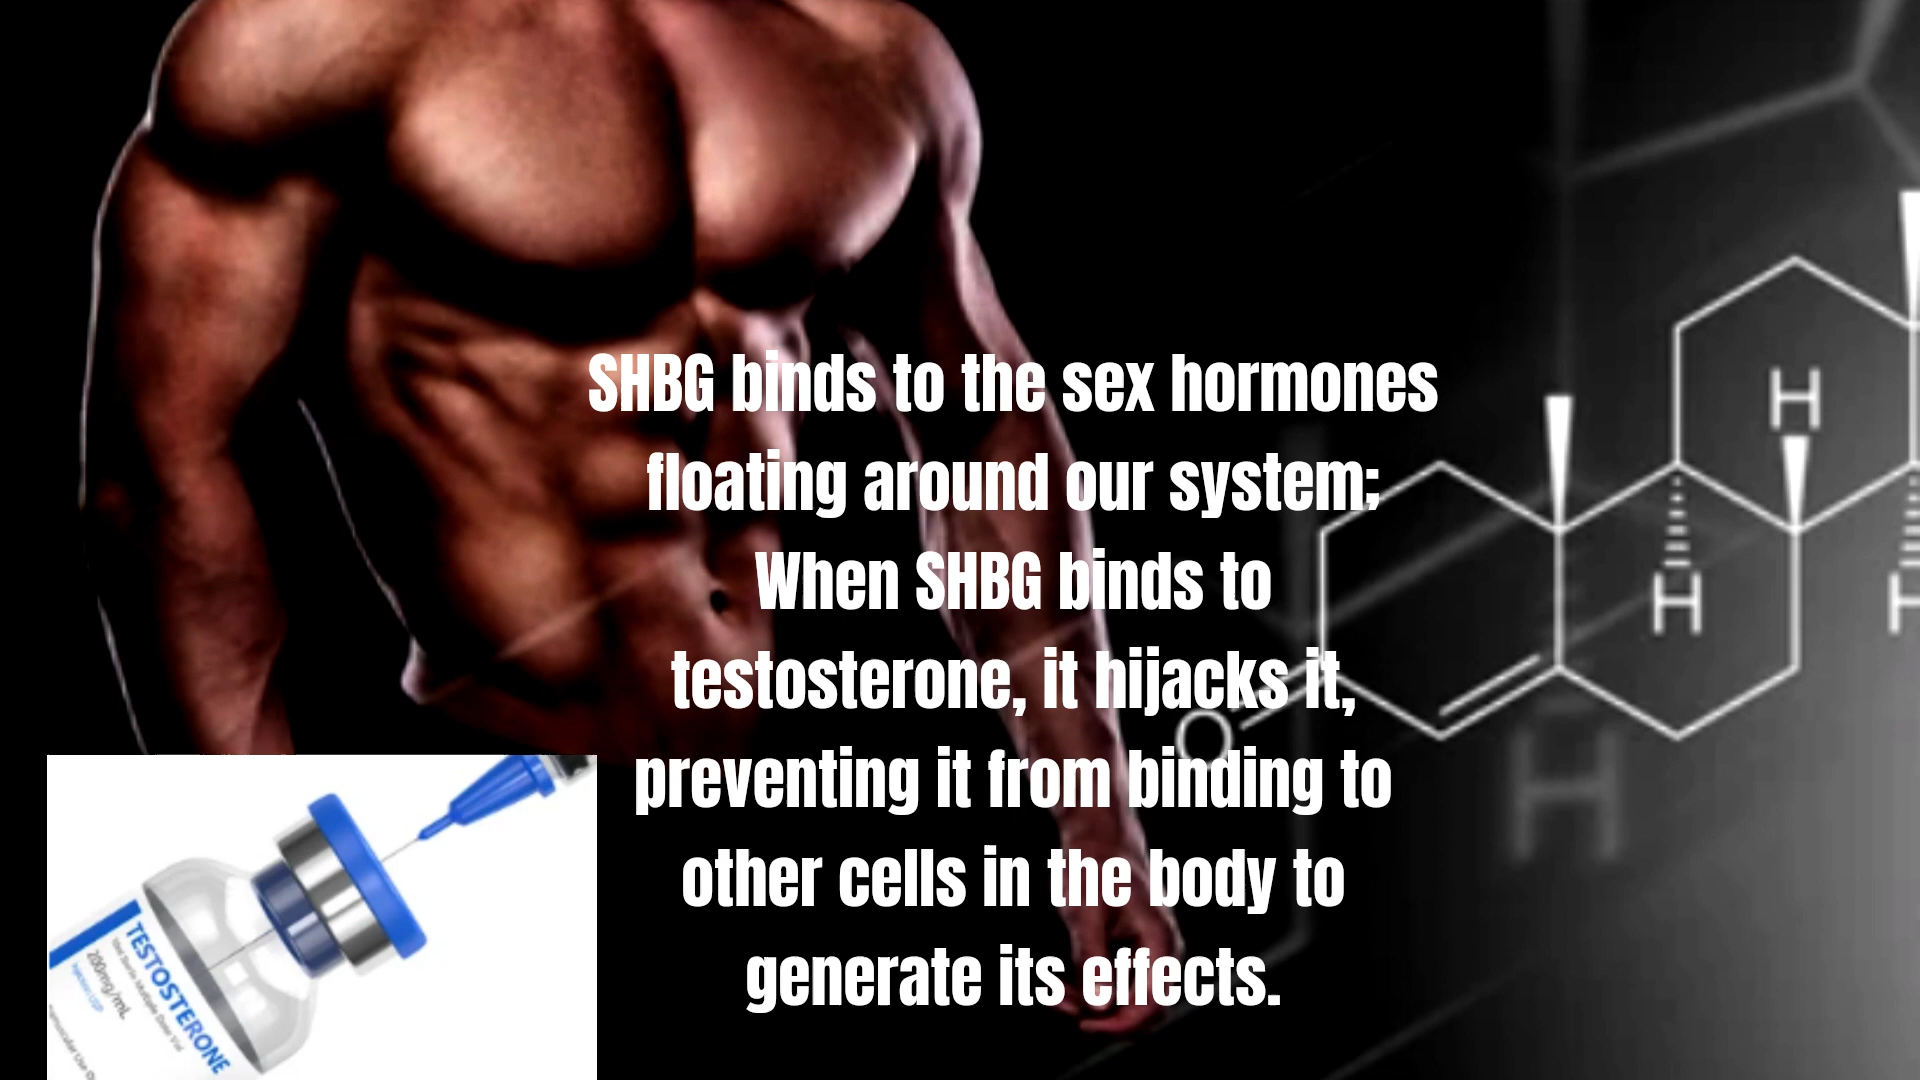 SHBG binds to the sex hormones
floating around our system;
When SHBG binds to
testosterone, it hijacks it,
preventing it from binding to
other cells in the body to
generate its effects.
H
H
H
O
H
TESTOSTERONE
200mg/mL